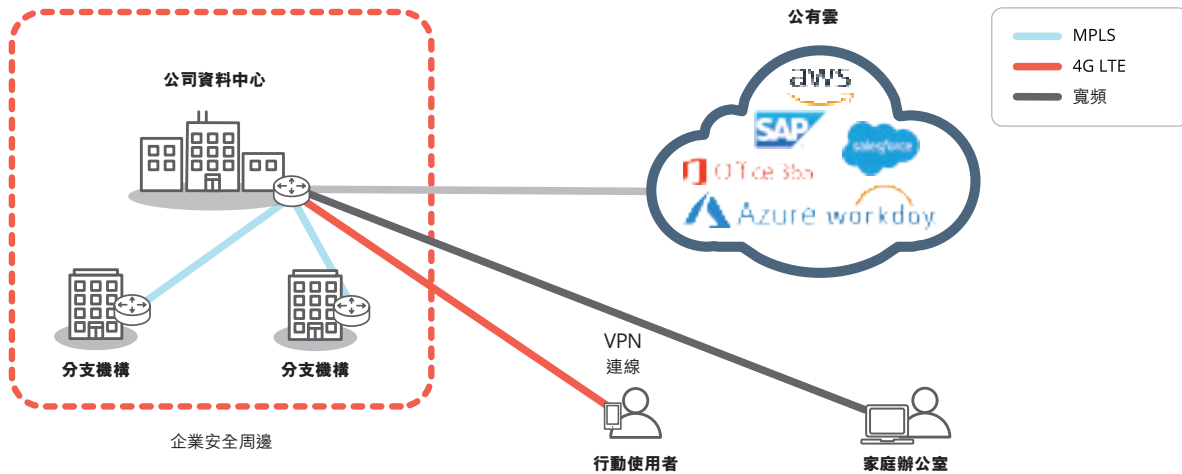 公有雲
MPLS
4G LTE
寬頻
公司資料中心
aws
SAP
salesforce
Office 365
Azure
workday
分支機構
分支機構
VPN
連線
企業安全周邊
行動使用者
家庭辦公室